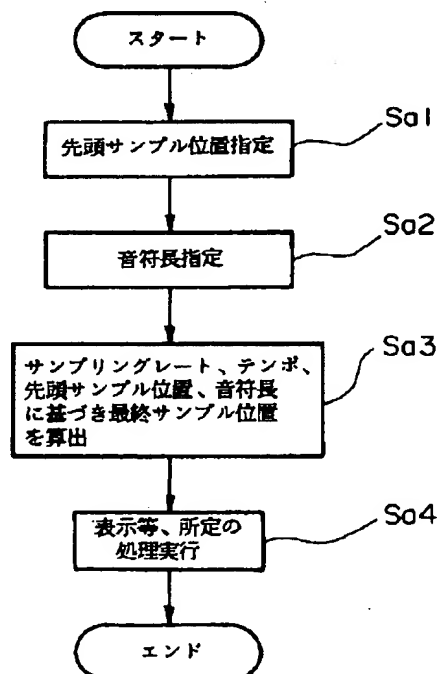 スタート
先頭サンプル位置指定
Sa1
音符長指定
Sa2
サンプリングレート、テンポ、
先頭サンプル位置、音符長
に基づき最終サンプル位置
を算出
Sa3
表示等、所定の
処理実行
Sa4
エンド